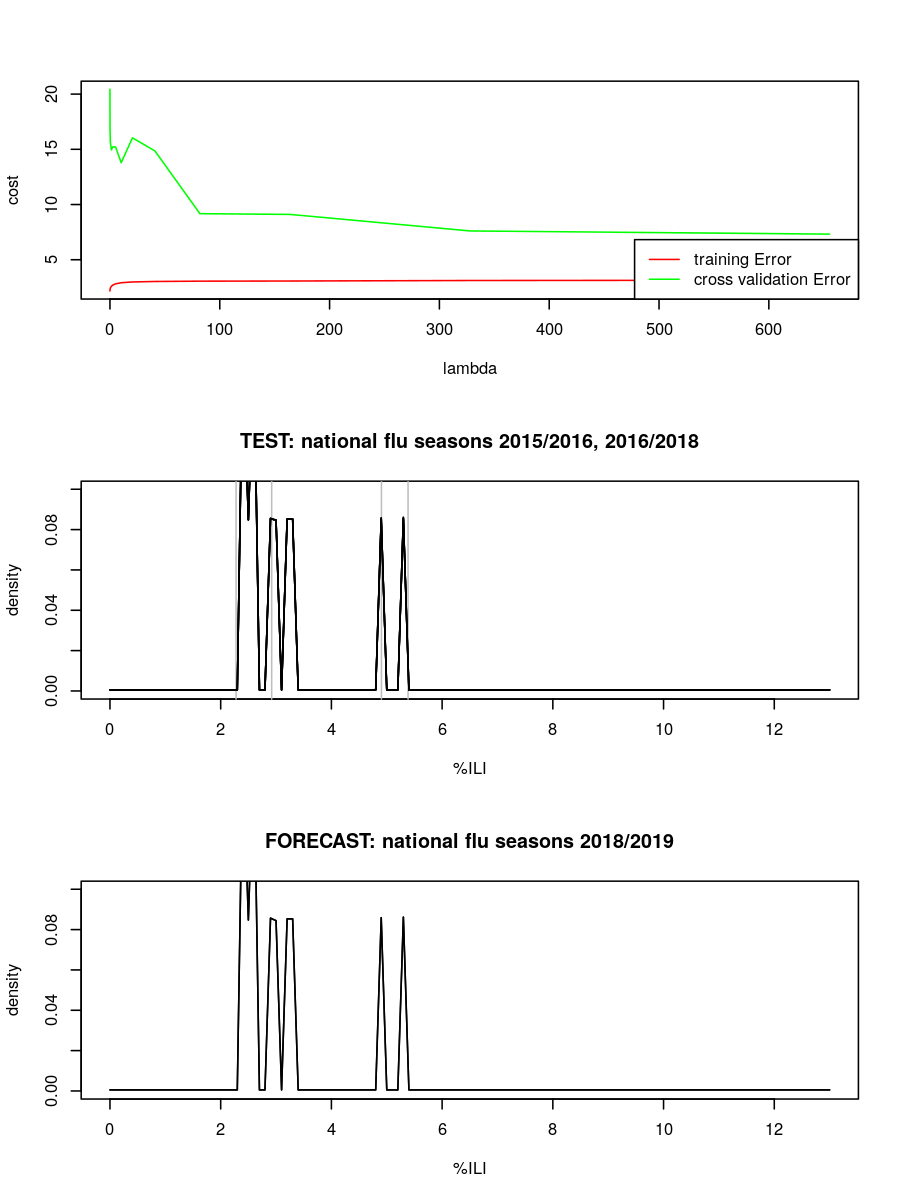 20
15
10
5
cost
training Error
cross validation Error
0 100 200 300 400 500 600
lambda
TEST: national flu seasons 2015/2016, 2016/2018
0.08
0.04
0.00
density
0 2 4 6 8 10 12
%ILI
FORECAST: national flu seasons 2018/2019
0.08
0.04
0.00
density
0 2 4 6 8 10 12
%ILI